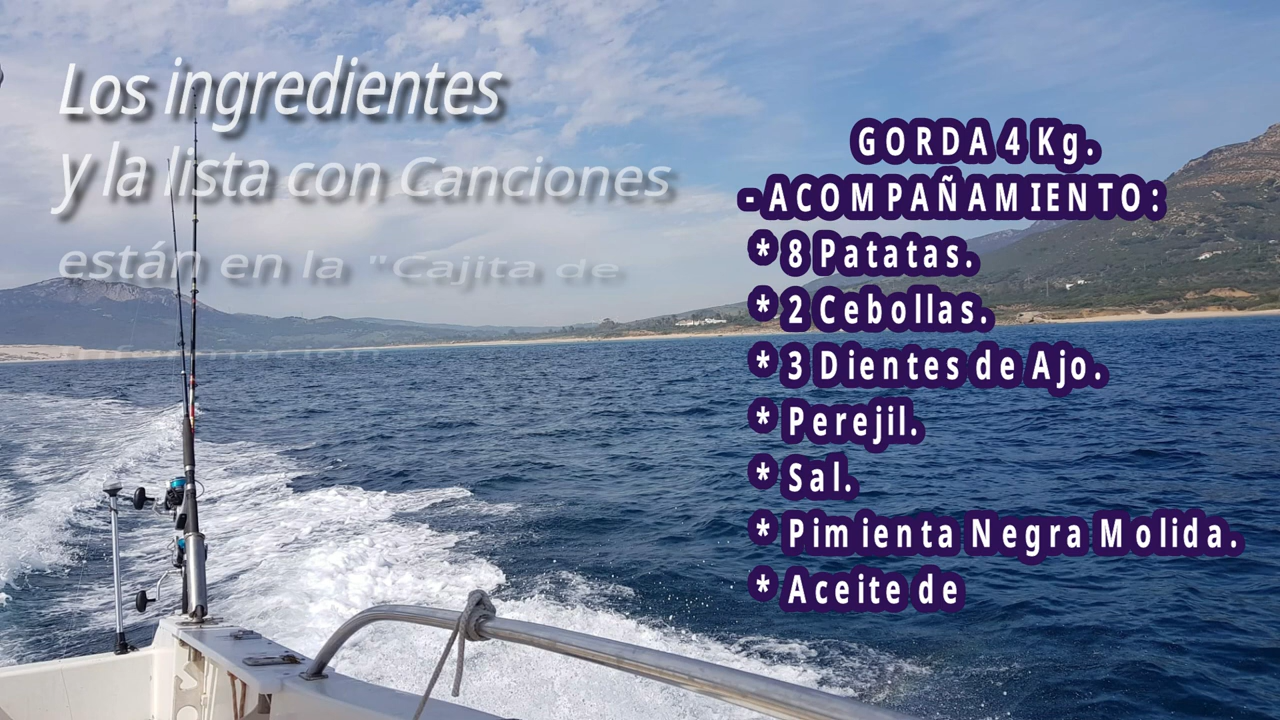 Los ingredientes
y la lista con Canciones
están en la "Cajita de
información
GORDA 4 Kg.
- ACOMPAÑAMIENTO:
* 8 Patatas.
* 2 Cebollas.
* 3 Dientes de Ajo.
* Perejil.
* Sal.
* Pimienta Negra Molida.
* Aceite de